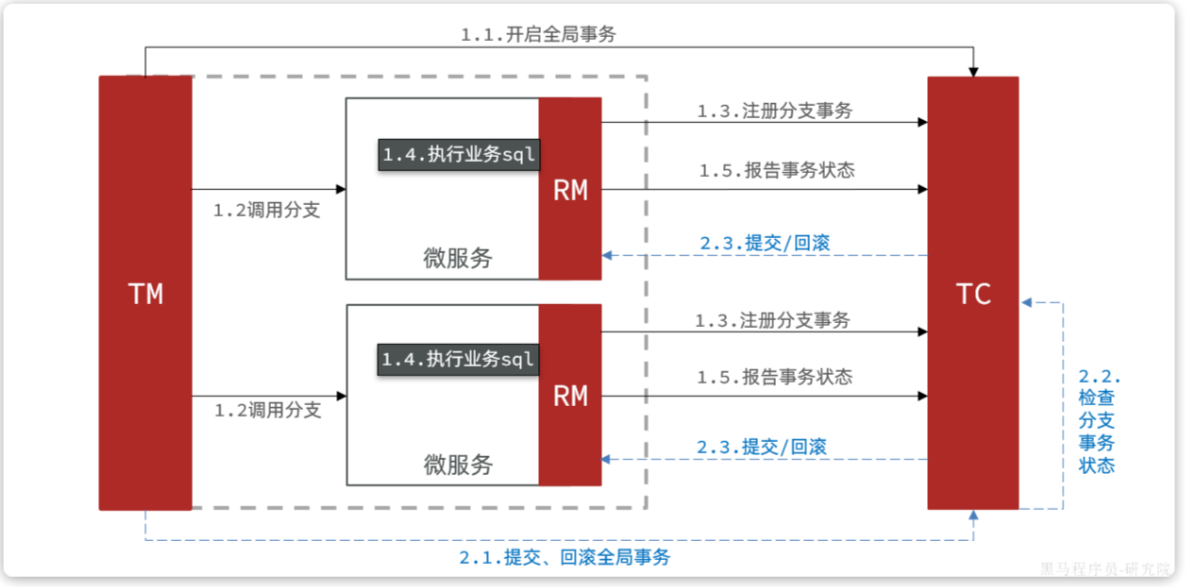 1.1.开启全局事务
1.3.注册分支事务
1.4.执行业务sql
1.5.报告事务状态
RM
1.2调用分支
2.3.提交/回滚
微服务
TM
TC
1.3.注册分支事务
1.4.执行业务sql
1.5.报告事务状态
RM
1.2调用分支
2.2.
检查
分支
事务
状态
2.3.提交/回滚
微服务
2.1.提交、回滚全局事务
黑马程序员-研究院